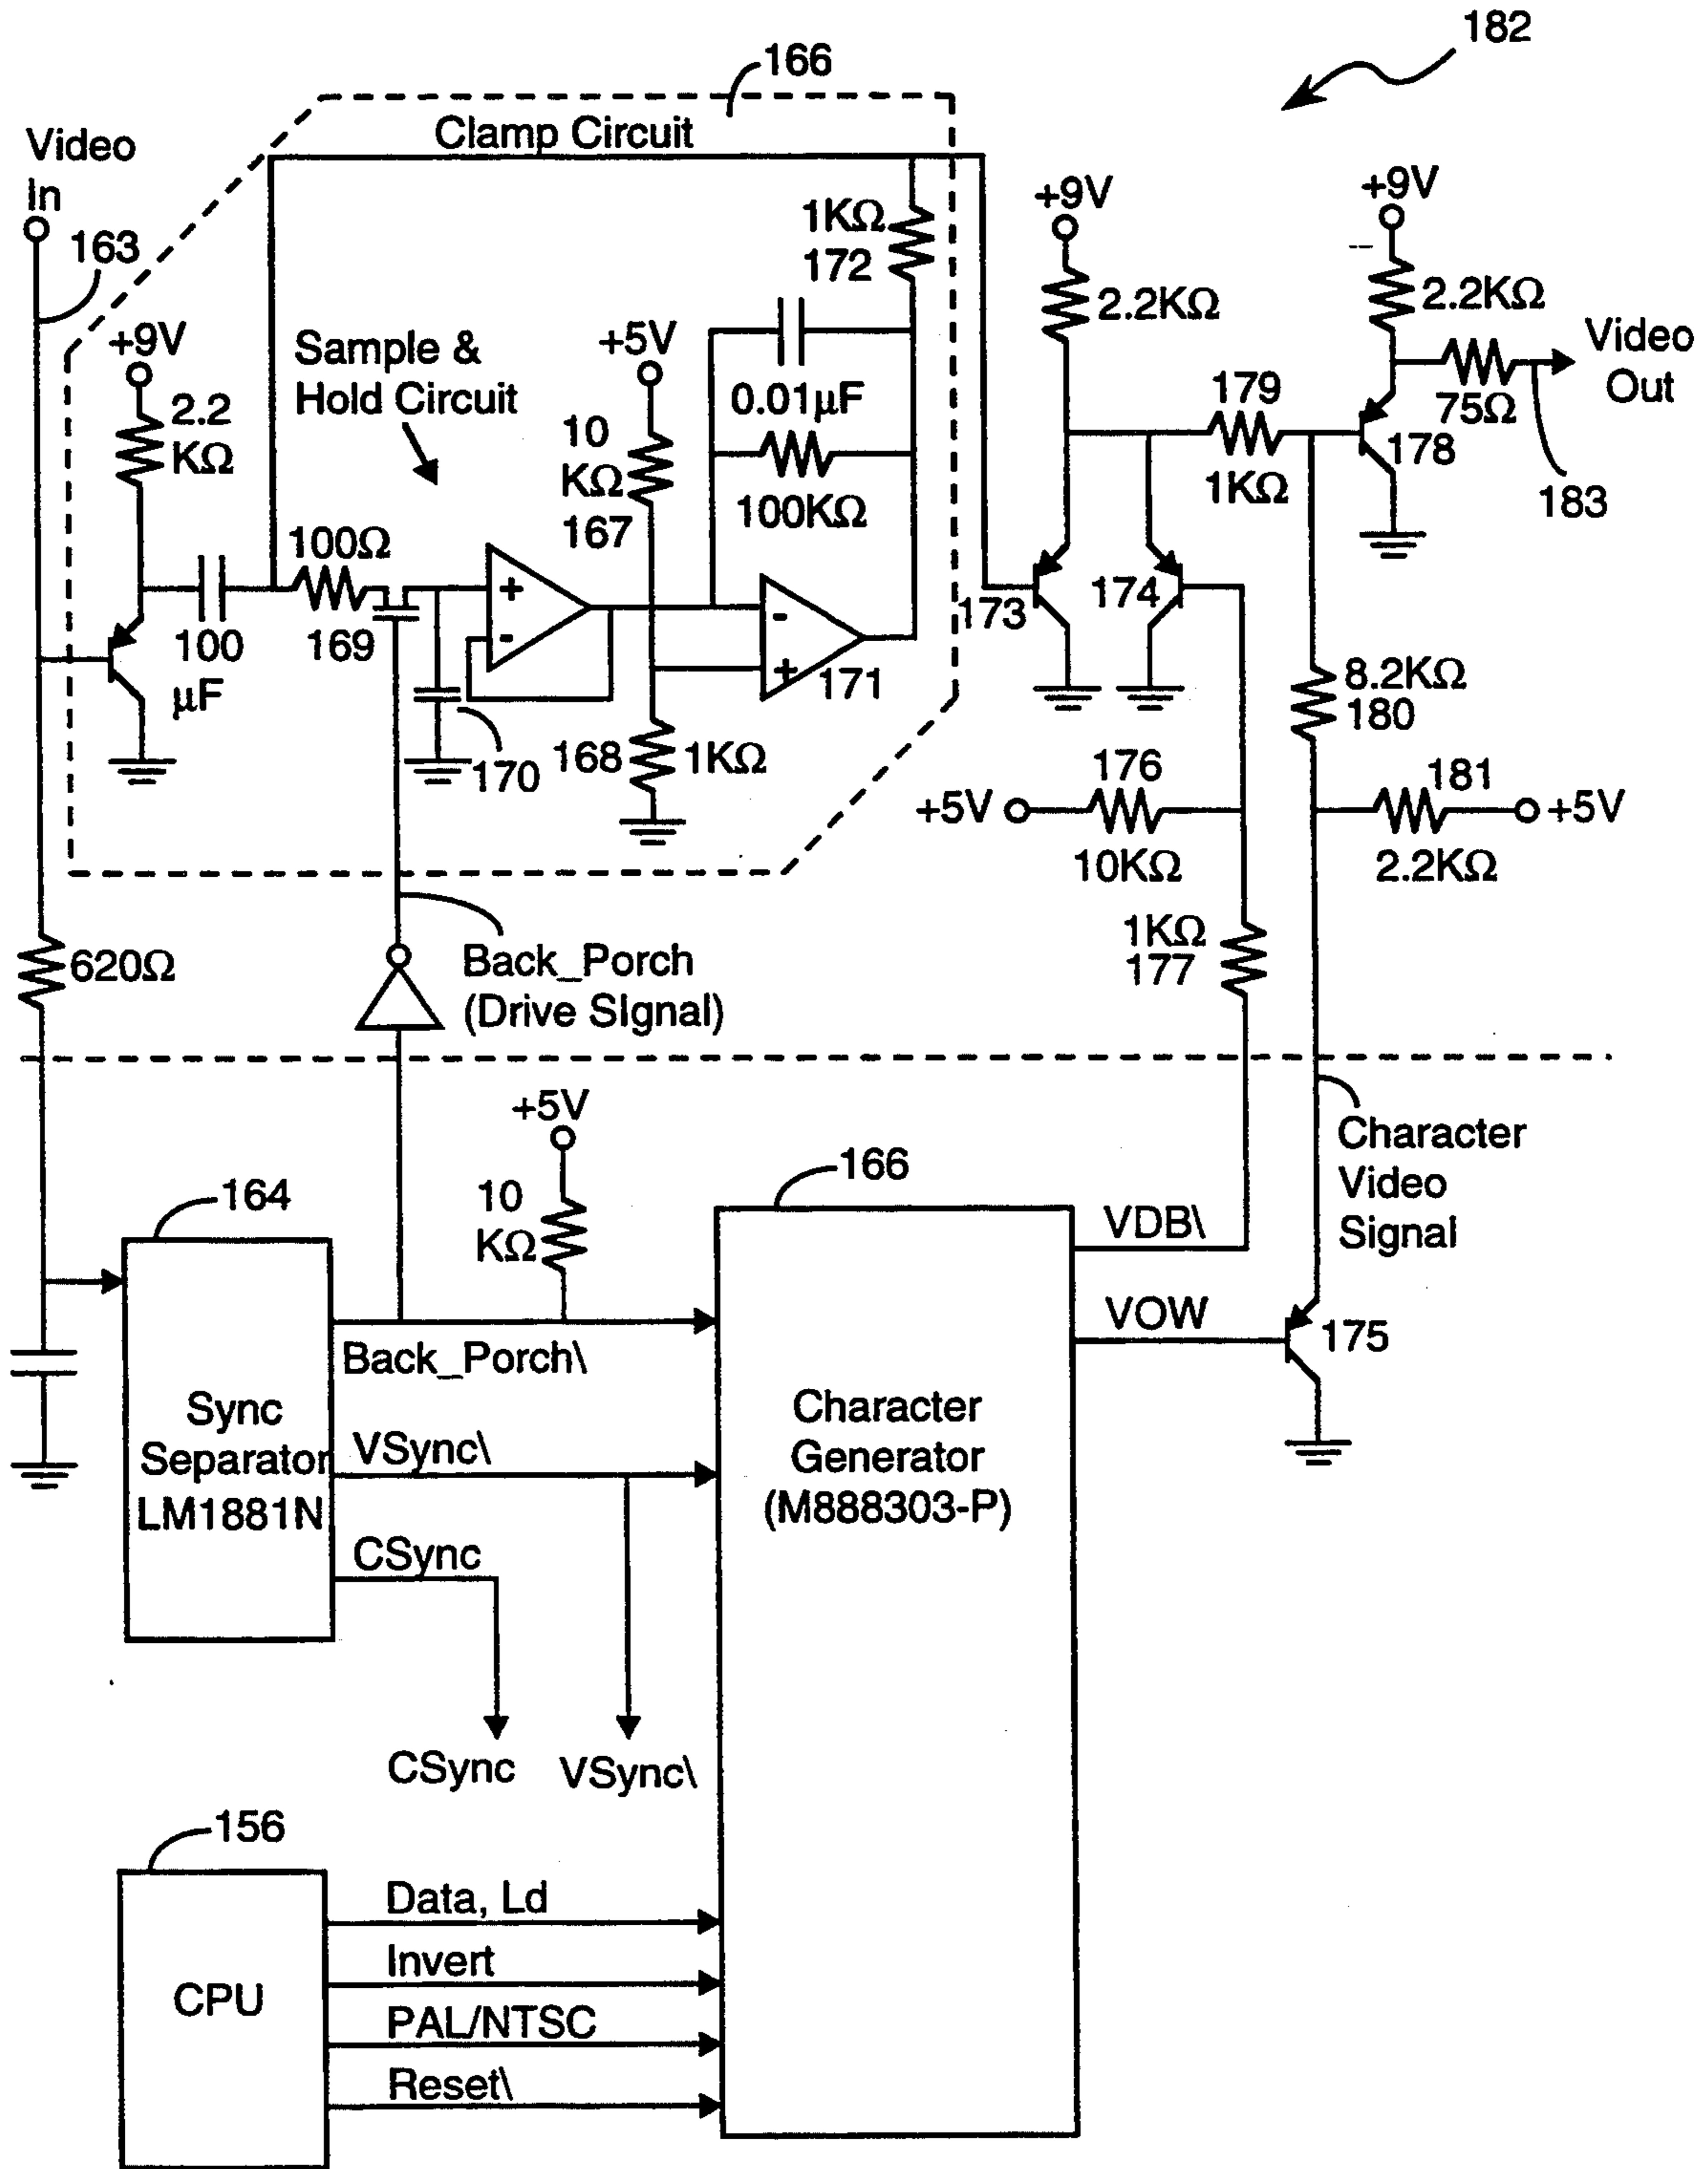 182
166
Clamp Circuit
Video
In
163
+9V
2.2
KΩ
Sample &
Hold Circuit
+5V
10
KΩ
167
1KΩ
172
0.01µF
100KΩ
100Ω
169
100
µF
+
-
-
+
171
170
168
1KΩ
+9V
2.2KΩ
+9V
2.2KΩ
Video
Out
75Ω
183
179
1KΩ
178
173
174
8.2KΩ
180
176
+5V
10KΩ
181
+5V
2.2KΩ
1KΩ
177
620Ω
Back_Porch
(Drive SIgnal)
+5V
10
KΩ
Character
Video
Signal
164
166
VDB\
VOW
175
Back_Porch\
Sync
Separator
LM1881N
VSync\
CSync
Character
Generator
(M888303-P)
CSync
VSync\
156
CPU
Data, Ld
Invert
PAL/NTSC
Reset\